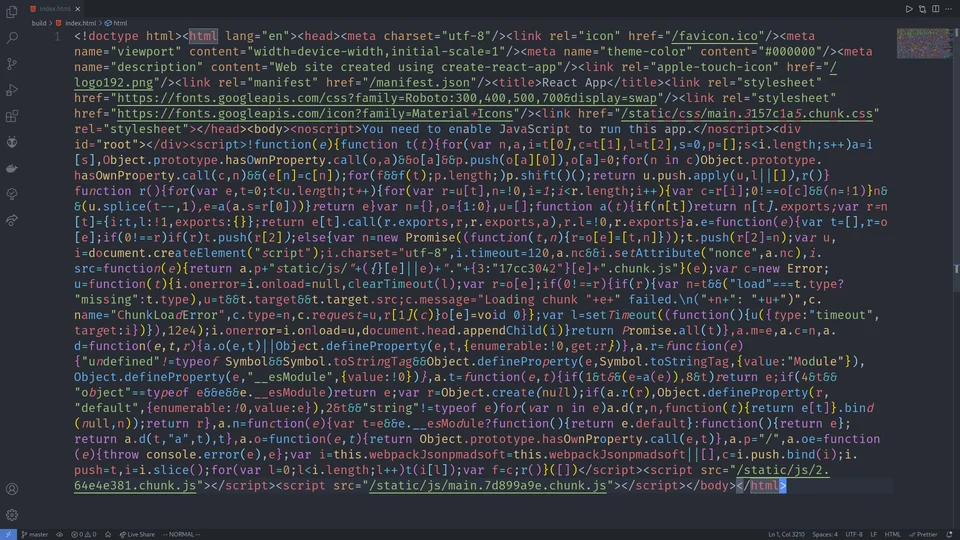 index.html
build > index.html > html
1
<!doctype html><html lang="en"><head><meta charset="utf-8"/><link rel="icon" href="/favicon.ico"/><meta
name="viewport" content="width=device-width,initial-scale=1"/><meta name="theme-color" content="#000000"/><meta
name="description" content="Web site created using create-react-app"/><link rel="apple-touch-icon" href="/
logo192.png"/><link rel="manifest" href="/manifest.json"/><title>React App</title><link rel="stylesheet"
href="https://fonts.googleapis.com/css?family=Roboto:300,400,500,700&display=swap"/><link rel="stylesheet"
href="https://fonts.googleapis.com/icon?family=Material+Icons"/><link href="/static/css/main.3157c1a5.chunk.css"
rel="stylesheet"></head><body><noscript>You need to enable JavaScript to run this app.</noscript><div
id="root"></div><script>!function(e){function t(t){for(var n,a,i=t[0],c=t[1],l=t[2],s=0,p=[];s<i.length;s++)a=i
[s],Object.prototype.hasOwnProperty.call(o,a)&&o[a]&&p.push(o[a][0]),o[a]=0;for(n in c)Object.prototype.
hasOwnProperty.call(c,n)&&(e[n]=c[n]);for(f&&f(t);p.length;)p.shift()();return u.push.apply(u,l||[]),r()}
function r(){for(var e,t=0;t<u.length;t++){for(var r=u[t],n=!0,i=1;i<r.length;i++){var c=r[i];0!==o[c]&&(n=!1)}n&
&(u.splice(t--,1),e=a(a.s=r[0]))}return e}var n={},o={1:0},u=[];function a(t){if(n[t])return n[t].exports;var r=n
[t]={i:t,l:!1,exports:{}};return e[t].call(r.exports,r,r.exports,a),r.l=!0,r.exports}a.e=function(e){var t=[],r=o
[e];if(0!==r)if(r)t.push(r[2]);else{var n=new Promise((function(t,n){r=o[e]=[t,n]}));t.push(r[2]=n);var u,
i=document.createElement("script");i.charset="utf-8",i.timeout=120,a.nc&&i.setAttribute("nonce",a.nc),i.
src=function(e){return a.p+"static/js/"+({}[e]||e)+"."+{3:"17cc3042"}[e]+".chunk.js"}(e);var c=new Error;
u=function(t){i.onerror=i.onload=null,clearTimeout(l);var r=o[e];if(0!==r){if(r){var n=t&&("load"===t.type?
"missing":t.type),u=t&&t.target&&t.target.src;c.message="Loading chunk "+e+" failed.\n("+n+": "+u+")",c.
name="ChunkLoadError",c.type=n,c.request=u,r[1](c)}o[e]=void 0}};var l=setTimeout((function(){u({type:"timeout",
target:i})}),12e4);i.onerror=i.onload=u,document.head.appendChild(i)}return Promise.all(t)},a.m=e,a.c=n,a.
d=function(e,t,r){a.o(e,t)||Object.defineProperty(e,t,{enumerable:!0,get:r})},a.r=function(e)
{"undefined"!=typeof Symbol&&Symbol.toStringTag&&Object.defineProperty(e,Symbol.toStringTag,{value:"Module"}),
Object.defineProperty(e,"__esModule",{value:!0})},a.t=function(e,t){if(1&t&&(e=a(e)),8&t)return e;if(4&t&&
"object"==typeof e&&e&&e.__esModule)return e;var r=Object.create(null);if(a.r(r),Object.defineProperty(r,
"default",{enumerable:!0,value:e}),2&t&&"string"!=typeof e)for(var n in e)a.d(r,n,function(t){return e[t]}.bind
(null,n));return r},a.n=function(e){var t=e&&e.__esModule?function(){return e.default}:function(){return e};
return a.d(t,"a",t),t},a.o=function(e,t){return Object.prototype.hasOwnProperty.call(e,t)},a.p="/",a.oe=function
(e){throw console.error(e),e};var i=this.webpackJsonpmadsoft=this.webpackJsonpmadsoft||[],c=i.push.bind(i);i.
push=t,i=i.slice();for(var l=0;l<i.length;l++)t(i[l]);var f=c;r()}([])</script><script src="/static/js/2.
64e4e381.chunk.js"></script><script src="/static/js/main.7d899a9e.chunk.js"></script></body></html>
master 0 0 Live Share -- NORMAL -- Ln 1, Col 3210 Spaces: 4 UTF-8 LF HTML Prettier